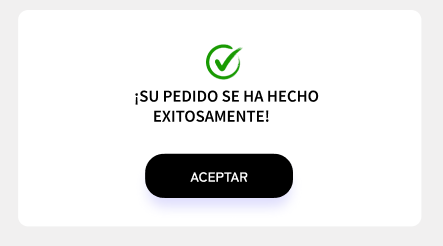 ¡SU PEDIDO SE HA HECHO
EXITOSAMENTE!
ACEPTAR